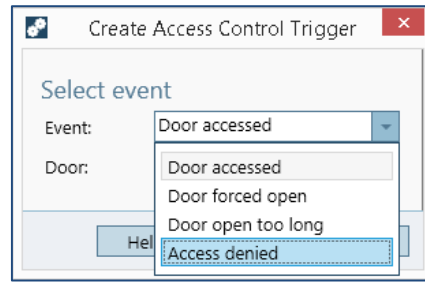 Create Access Control Trigger
Select event
Event: Door accessed
Door: Door accessed
Door forced open
Door open too long
Access denied